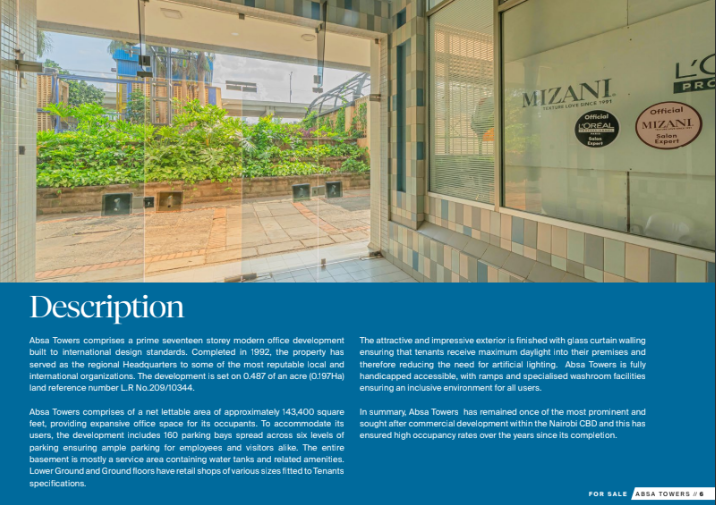 MIZANI
TEXTURE LOVE SINCE 1991
L'O
PRO
Official
L'ORÉAL
Salon
Expert
Official
MIZANI
Salon
Expert
Description
Absa Towers comprises a prime seventeen storey modern office development
built to international design standards. Completed in 1992, the property has
served as the regional Headquarters to some of the most reputable local and
international organizations. The development is set on 0.487 of an acre (0.197Ha)
land reference number L.R No.209/10344.
Absa Towers comprises of a net lettable area of approximately 143,400 square
feet, providing expansive office space for its occupants. To accommodate its
users, the development includes 160 parking bays spread across six levels of
parking ensuring ample parking for employees and visitors alike. The entire
basement is mostly a service area containing water tanks and related amenities.
Lower Ground and Ground floors have retail shops of various sizes fitted to Tenants
specifications.
The attractive and impressive exterior is finished with glass curtain walling
ensuring that tenants receive maximum daylight into their premises and
therefore reducing the need for artificial lighting. Absa Towers is fully
handicapped accessible, with ramps and specialised washroom facilities
ensuring an inclusive environment for all users.
In summary, Absa Towers has remained once of the most prominent and
sought after commercial development within the Nairobi CBD and this has
ensured high occupancy rates over the years since its completion.
FOR SALE ABSA TOWERS // 6